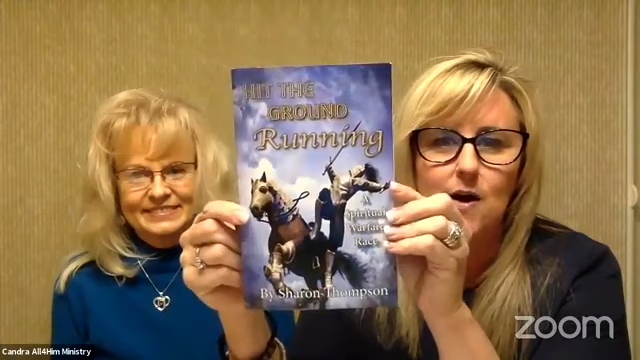 HIT THE
GROUND
Running
A
Spiritual
Warfare
Race
By Sharon Thompson
Candra All4Him Ministry
zoom